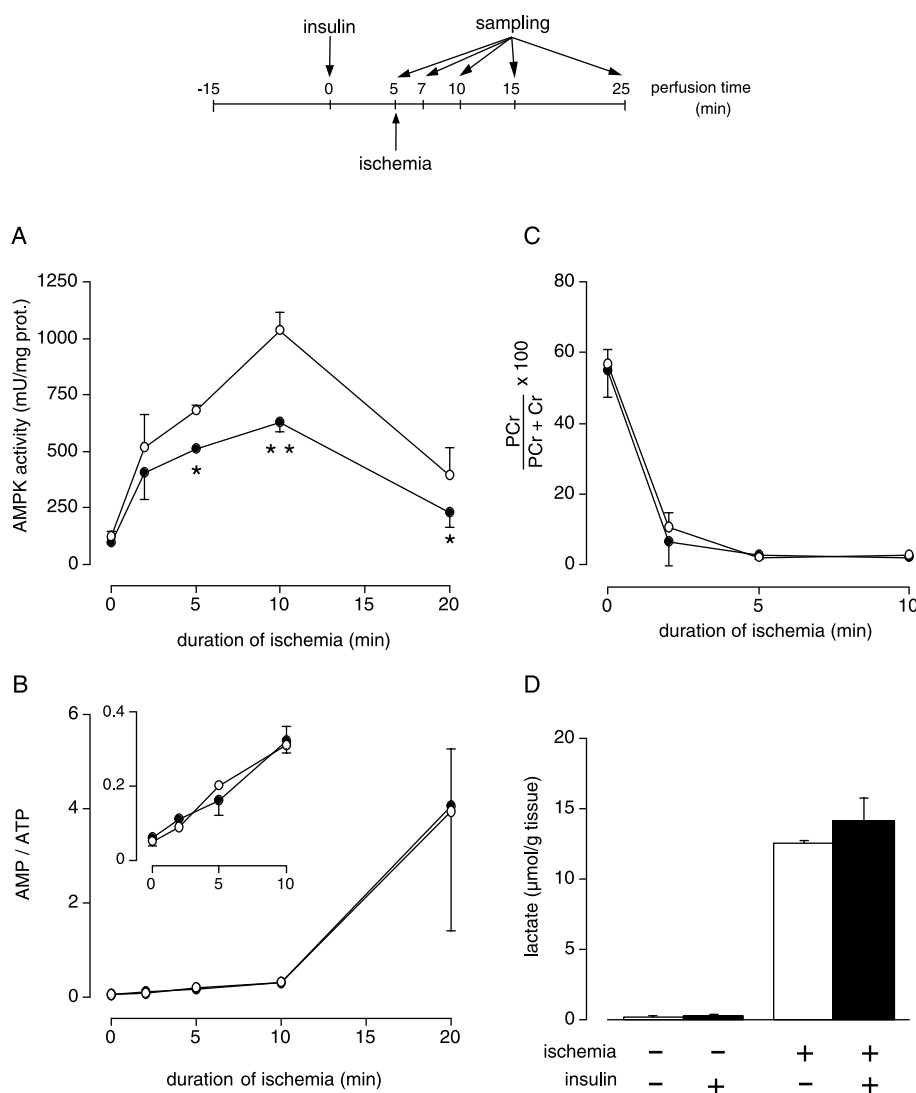 insulin
sampling
-15 0 5 7 10 15 25 perfusion time
(min)
ischemia
A
AMPK activity (mU/mg prot.)
1250
1000
750
500
250
0
*
* *
*
0 5 10 15 20
duration of ischemia (min)
C
PCr
PCr + Cr
x 100
80
60
40
20
0
0 5 10
duration of ischemia (min)
B
AMP / ATP
6
4
2
0
0.4
0.2
0
0 5 10
0 5 10 15 20
duration of ischemia (min)
D
lactate (µmol/g tissue)
20
15
10
5
0
ischemia − − + +
insulin − + − +